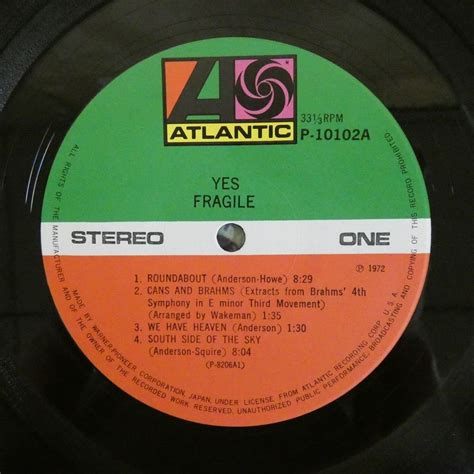 ATLANTIC
33⅓RPM
P-10102A
YES
FRAGILE
STEREO
ONE
℗ 1972
1. ROUNDABOUT (Anderson-Howe) 8:29
2. CANS AND BRAHMS (Extracts from Brahms' 4th
Symphony in E minor Third Movement)
(Arranged by Wakeman) 1:30
3. WE HAVE HEAVEN (Anderson) 1:30
4. SOUTH SIDE OF THE SKY
(Anderson-Squire) 8:04
(P-8206A1)
ALL RIGHTS OF THE MANUFACTURER AND OF THE OWNER OF THE RECORDED WORK RESERVED, UNAUTHORIZED PUBLIC PERFORMANCE, BROADCASTING AND COPYING OF THIS RECORD PROHIBITED
MADE BY WARNER-PIONEER CORPORATION, JAPAN, UNDER LICENSE FROM ATLANTIC RECORDING CORP. U.S.A.